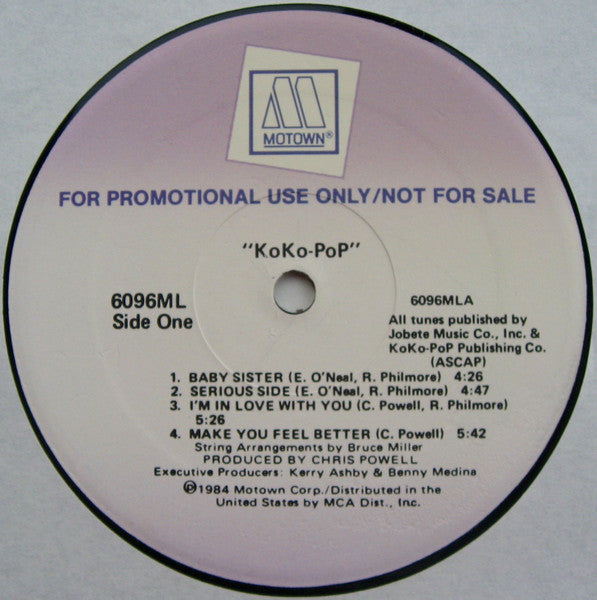 M
MOTOWN®
FOR PROMOTIONAL USE ONLY/NOT FOR SALE
"KoKo-PoP"
6096ML
Side One
6096MLA
All tunes published by
Jobete Music Co., Inc. &
KoKo-PoP Publishing Co.
(ASCAP)
1. BABY SISTER (E. O'Neal, R. Philmore) 4:26
2. SERIOUS SIDE (E. O'Neal, R. Philmore) 4:47
3. I'M IN LOVE WITH YOU (C. Powell, R. Philmore)
5:26
4. MAKE YOU FEEL BETTER (C. Powell) 5:42
String Arrangements by Bruce Miller
PRODUCED BY CHRIS POWELL
Executive Producers: Kerry Ashby & Benny Medina
℗1984 Motown Corp./Distributed in the
United States by MCA Dist., Inc.